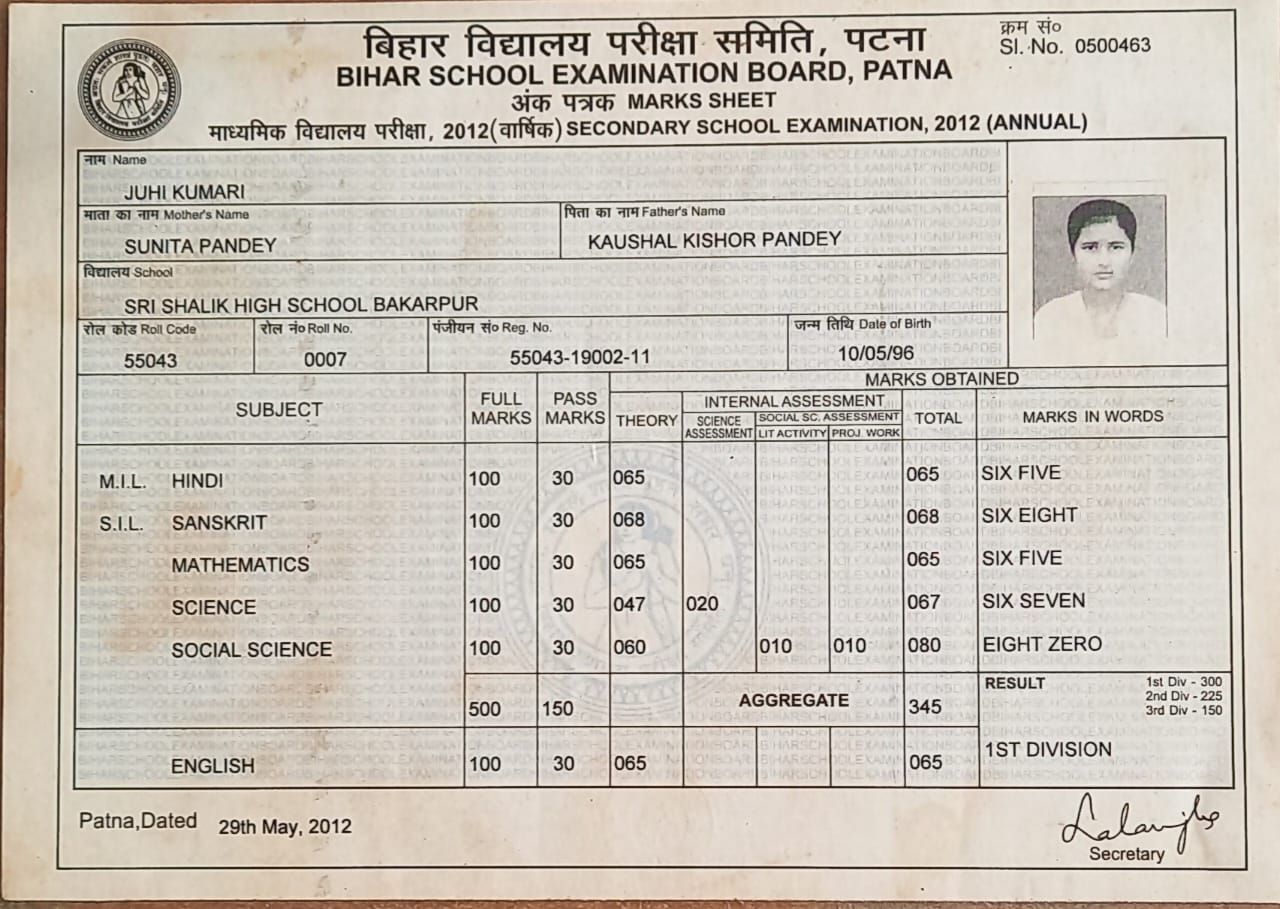 बिहार विद्यालय परीक्षा समिति, पटना
क्रम सं०
Sl. No. 0500463
BIHAR SCHOOL EXAMINATION BOARD, PATNA
अंक पत्रक MARKS SHEET
माध्यमिक विद्यालय परीक्षा, 2012(वार्षिक) SECONDARY SCHOOL EXAMINATION, 2012 (ANNUAL)
नाम Name
JUHI KUMARI
माता का नाम Mother's Name पिता का नाम Father's Name
SUNITA PANDEY KAUSHAL KISHOR PANDEY
विद्यालय School
SRI SHALIK HIGH SCHOOL BAKARPUR
रोल कोड Roll Code रोल नं० Roll No. पंजीयन सं० Reg. No. जन्म तिथि Date of Birth
55043 0007 55043-19002-11 10/05/96
MARKS OBTAINED
SUBJECT FULL MARKS PASS MARKS THEORY INTERNAL ASSESSMENT TOTAL MARKS IN WORDS
SCIENCE ASSESSMENT SOCIAL SC. ASSESSMENT
LIT ACTIVITY PROJ. WORK
M.I.L. HINDI 100 30 065 065 SIX FIVE
S.I.L. SANSKRIT 100 30 068 068 SIX EIGHT
MATHEMATICS 100 30 065 065 SIX FIVE
SCIENCE 100 30 047 020 067 SIX SEVEN
SOCIAL SCIENCE 100 30 060 010 010 080 EIGHT ZERO
500 150 AGGREGATE 345 RESULT
1st Div - 300
2nd Div - 225
3rd Div - 150
1ST DIVISION
ENGLISH 100 30 065 065
Patna,Dated 29th May, 2012
Secretary